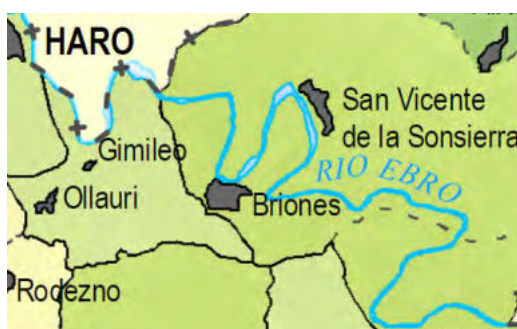 HARO
San Vicente
de la Sonsierra
Gimileo
RIO EBRO
Ollauri
Briones
Rodezno